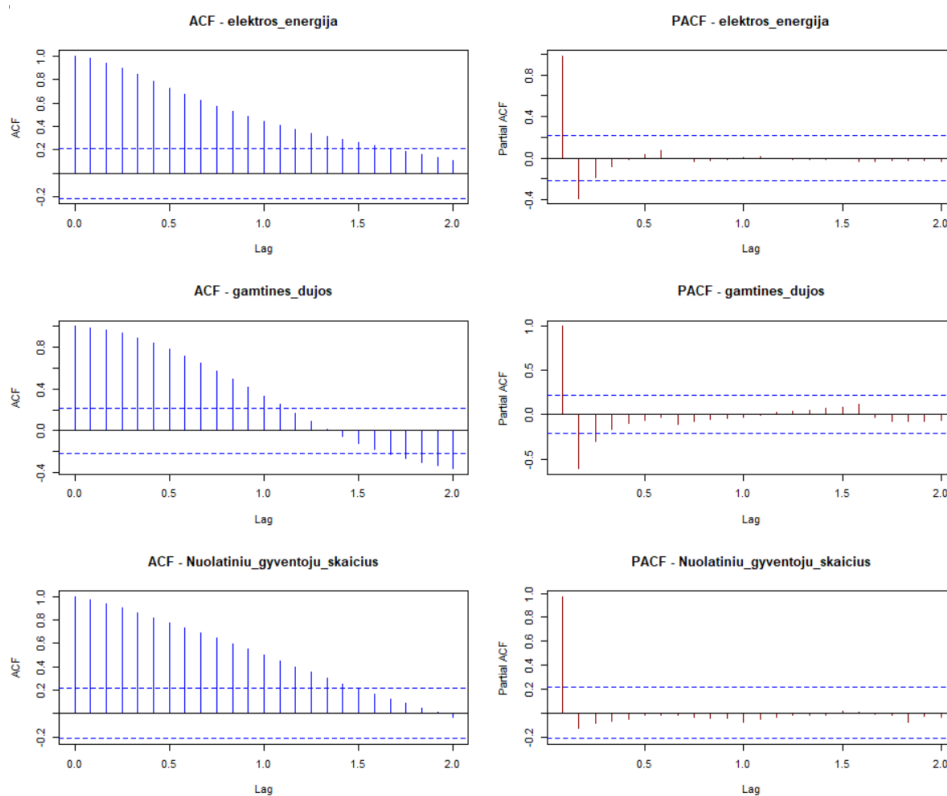 ACF - elektros_energija
ACF
1.0
0.8
0.6
0.4
0.2
-0.2
0.0 0.5 1.0 1.5 2.0
Lag
PACF - elektros_energija
Partial ACF
0.8
0.4
0.0
-0.4
0.5 1.0 1.5 2.0
Lag
ACF - gamtines_dujos
ACF
0.8
0.4
0.0
-0.4
0.0 0.5 1.0 1.5 2.0
Lag
PACF - gamtines_dujos
Partial ACF
1.0
0.5
0.0
-0.5
0.5 1.0 1.5 2.0
Lag
ACF - Nuolatiniu_gyventoju_skaicius
ACF
1.0
0.8
0.6
0.4
0.2
-0.2
0.0 0.5 1.0 1.5 2.0
Lag
PACF - Nuolatiniu_gyventoju_skaicius
Partial ACF
1.0
0.8
0.6
0.4
0.2
-0.2
0.5 1.0 1.5 2.0
Lag